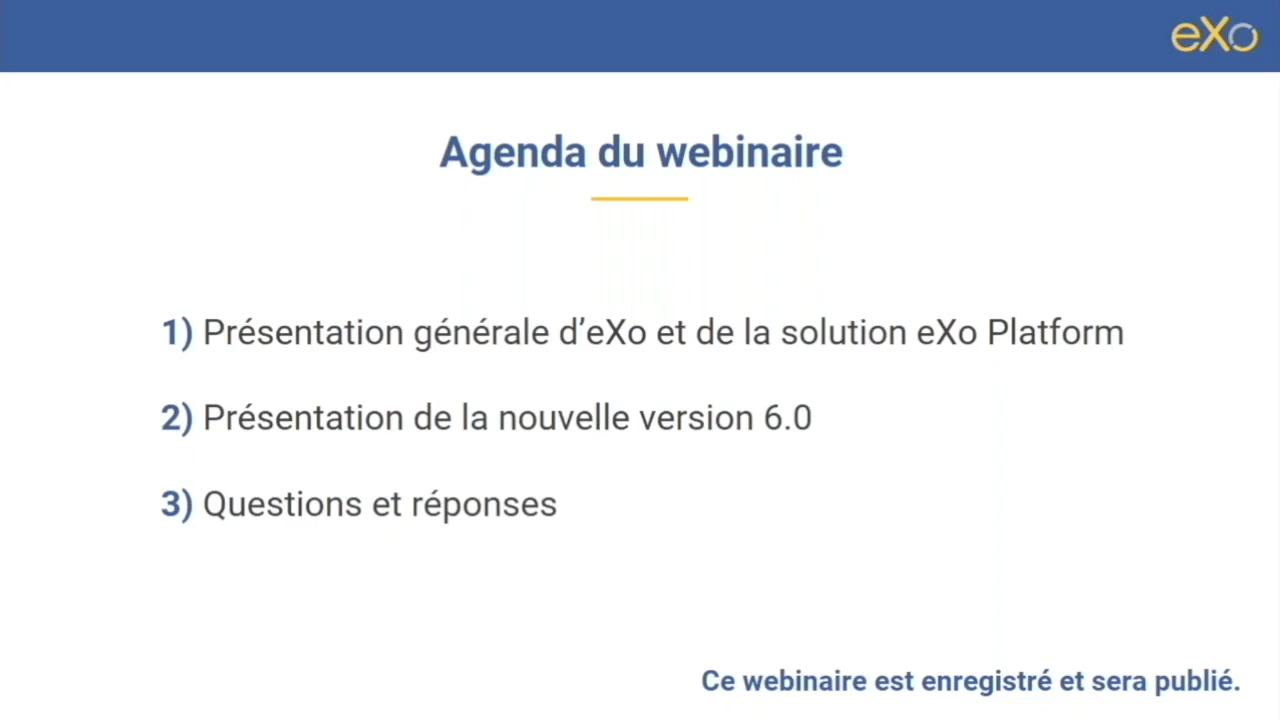 eXo
Agenda du webinaire
1) Présentation générale d’eXo et de la solution eXo Platform
2) Présentation de la nouvelle version 6.0
3) Questions et réponses
Ce webinaire est enregistré et sera publié.